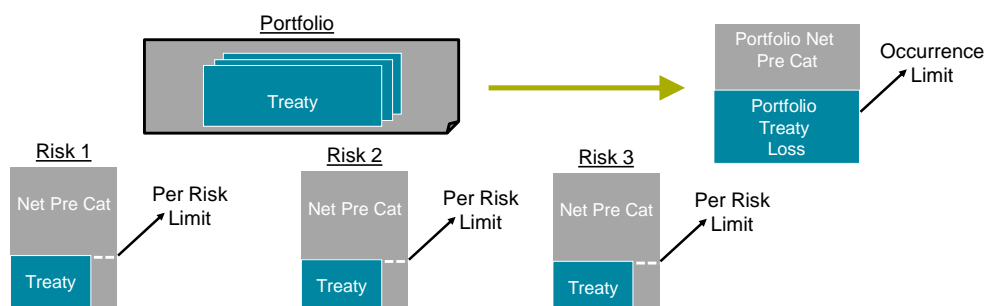 Portfolio
Treaty
Portfolio Net
Pre Cat
Portfolio
Treaty
Loss
Occurrence
Limit
Risk 1
Net Pre Cat
Treaty
Per Risk
Limit
Risk 2
Net Pre Cat
Treaty
Per Risk
Limit
Risk 3
Net Pre Cat
Treaty
Per Risk
Limit